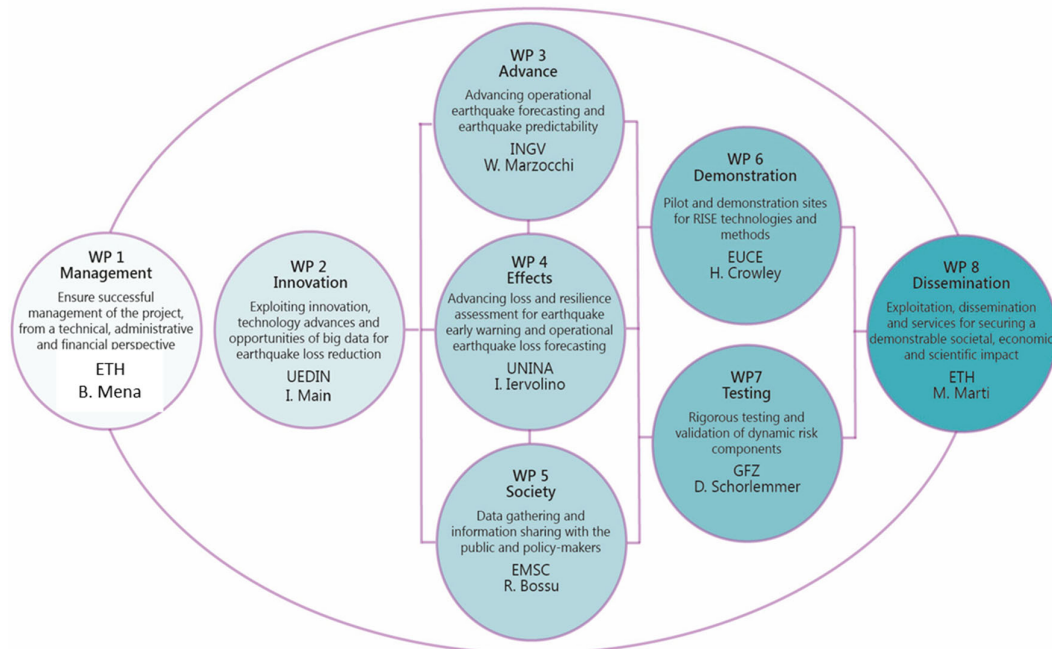 WP 1
Management
Ensure successful
management of the project,
from a technical, administrative
and financial perspective
ETH
B. Mena
WP 2
Innovation
Exploiting innovation,
technology advances and
opportunities of big data for
earthquake loss reduction
UEDIN
I. Main
WP 3
Advance
Advancing operational
earthquake forecasting and
earthquake predictability
INGV
W. Marzocchi
WP 4
Effects
Advancing loss and resilience
assessment for earthquake
early warning and operational
earthquake loss forecasting
UNINA
I. Iervolino
WP 5
Society
Data gathering and
information sharing with the
public and policy-makers
EMSC
R. Bossu
WP 6
Demonstration
Pilot and demonstration sites
for RISE technologies and
methods
EUCE
H. Crowley
WP7
Testing
Rigorous testing and
validation of dynamic risk
components
GFZ
D. Schorlemmer
WP 8
Dissemination
Exploitation, dissemination
and services for securing a
demonstrable societal, economic
and scientific impact
ETH
M. Marti